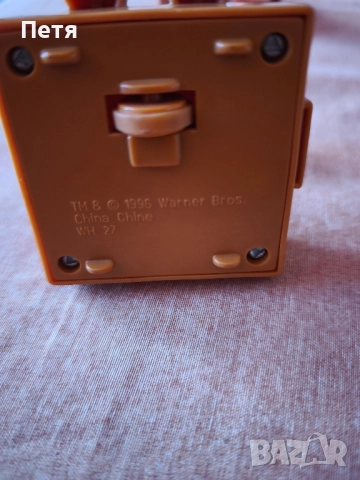 Петя
TM & © 1996 Warner Bros.
China Chine
WH 27
BAZAR